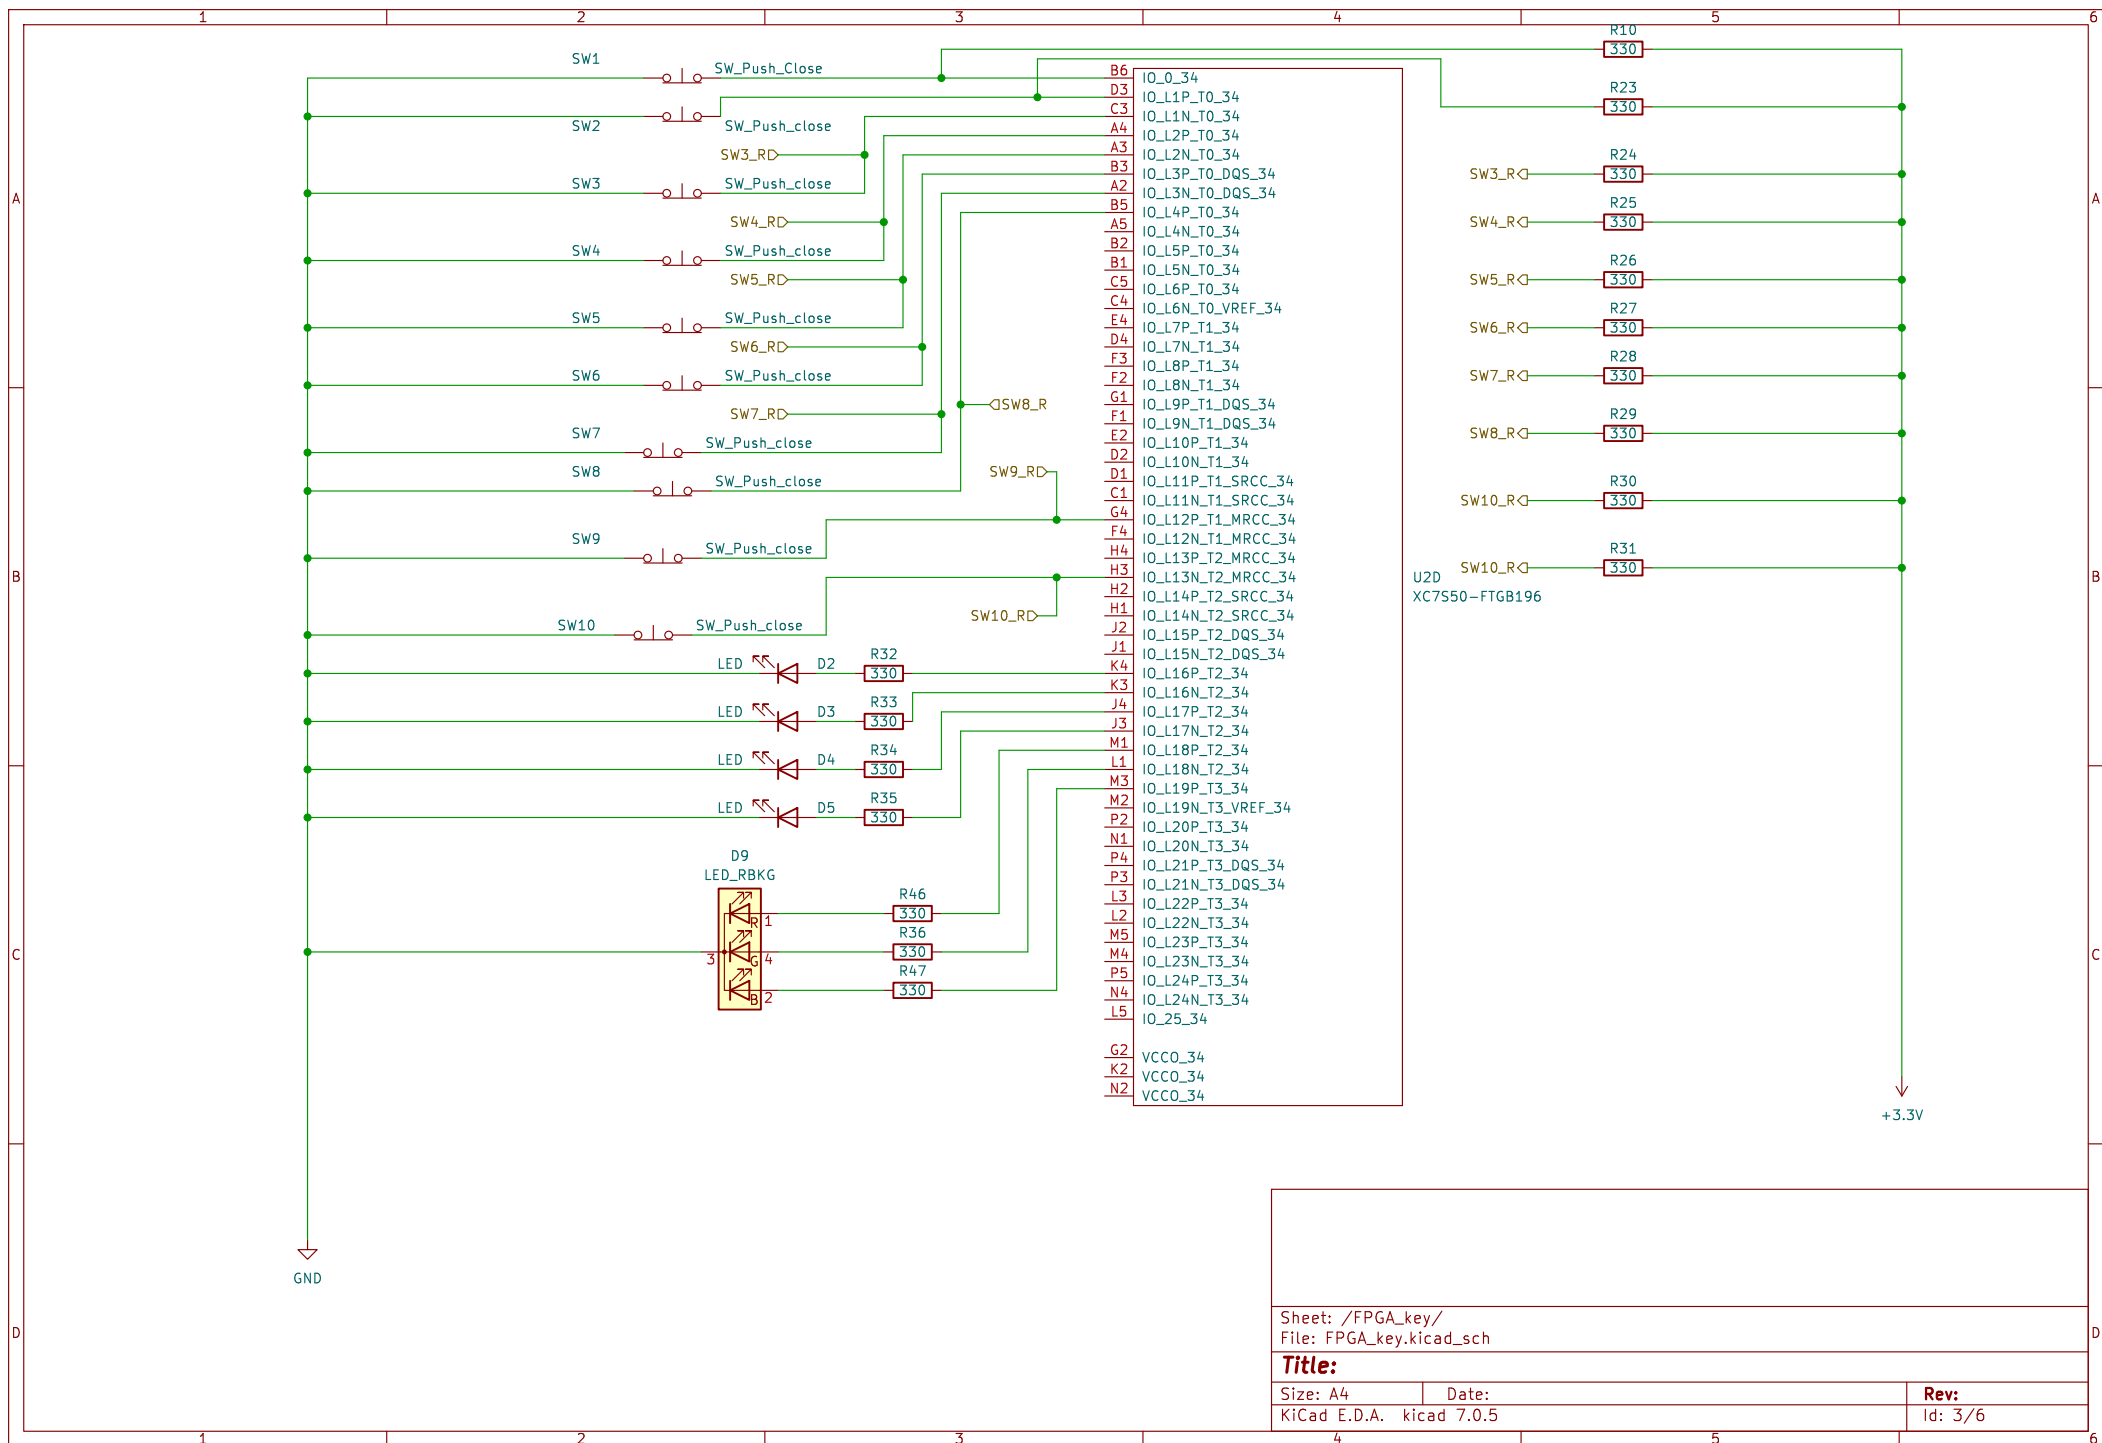 1 2 3 4 5 6
A B C D
A B C D
SW1 SW_Push_Close
SW2 SW_Push_close
SW3_R
SW3 SW_Push_close
SW4_R
SW4 SW_Push_close
SW5_R
SW5 SW_Push_close
SW6_R
SW6 SW_Push_close
SW7_R
SW7 SW_Push_close
SW8_R
SW8 SW_Push_close
SW9_R
SW9 SW_Push_close
SW10_R
SW10 SW_Push_close
LED D2 R32 330
LED D3 R33 330
LED D4 R34 330
LED D5 R35 330
D9
LED_RBKG
R 1 R46 330
3 G 4 R36 330
B 2 R47 330
GND
B6 IO_0_34
D3 IO_L1P_T0_34
C3 IO_L1N_T0_34
A4 IO_L2P_T0_34
A3 IO_L2N_T0_34
B3 IO_L3P_T0_DQS_34
A2 IO_L3N_T0_DQS_34
B5 IO_L4P_T0_34
A5 IO_L4N_T0_34
B2 IO_L5P_T0_34
B1 IO_L5N_T0_34
C5 IO_L6P_T0_34
C4 IO_L6N_T0_VREF_34
E4 IO_L7P_T1_34
D4 IO_L7N_T1_34
F3 IO_L8P_T1_34
F2 IO_L8N_T1_34
G1 IO_L9P_T1_DQS_34
F1 IO_L9N_T1_DQS_34
E2 IO_L10P_T1_34
D2 IO_L10N_T1_34
D1 IO_L11P_T1_SRCC_34
C1 IO_L11N_T1_SRCC_34
G4 IO_L12P_T1_MRCC_34
F4 IO_L12N_T1_MRCC_34
H4 IO_L13P_T2_MRCC_34
H3 IO_L13N_T2_MRCC_34
H2 IO_L14P_T2_SRCC_34
H1 IO_L14N_T2_SRCC_34
J2 IO_L15P_T2_DQS_34
J1 IO_L15N_T2_DQS_34
K4 IO_L16P_T2_34
K3 IO_L16N_T2_34
J4 IO_L17P_T2_34
J3 IO_L17N_T2_34
M1 IO_L18P_T2_34
L1 IO_L18N_T2_34
M3 IO_L19P_T3_34
M2 IO_L19N_T3_VREF_34
P2 IO_L20P_T3_34
N1 IO_L20N_T3_34
P4 IO_L21P_T3_DQS_34
P3 IO_L21N_T3_DQS_34
L3 IO_L22P_T3_34
L2 IO_L22N_T3_34
M5 IO_L23P_T3_34
M4 IO_L23N_T3_34
P5 IO_L24P_T3_34
N4 IO_L24N_T3_34
L5 IO_25_34
G2 VCCO_34
K2 VCCO_34
N2 VCCO_34
U2D
XC7S50-FTGB196
R10
330
R23
330
R24
SW3_R 330
R25
SW4_R 330
R26
SW5_R 330
R27
SW6_R 330
R28
SW7_R 330
R29
SW8_R 330
R30
SW10_R 330
R31
SW10_R 330
+3.3V
Sheet: /FPGA_key/
File: FPGA_key.kicad_sch
Title:
Size: A4 Date: Rev:
KiCad E.D.A. kicad 7.0.5 Id: 3/6
1 2 3 4 5 6